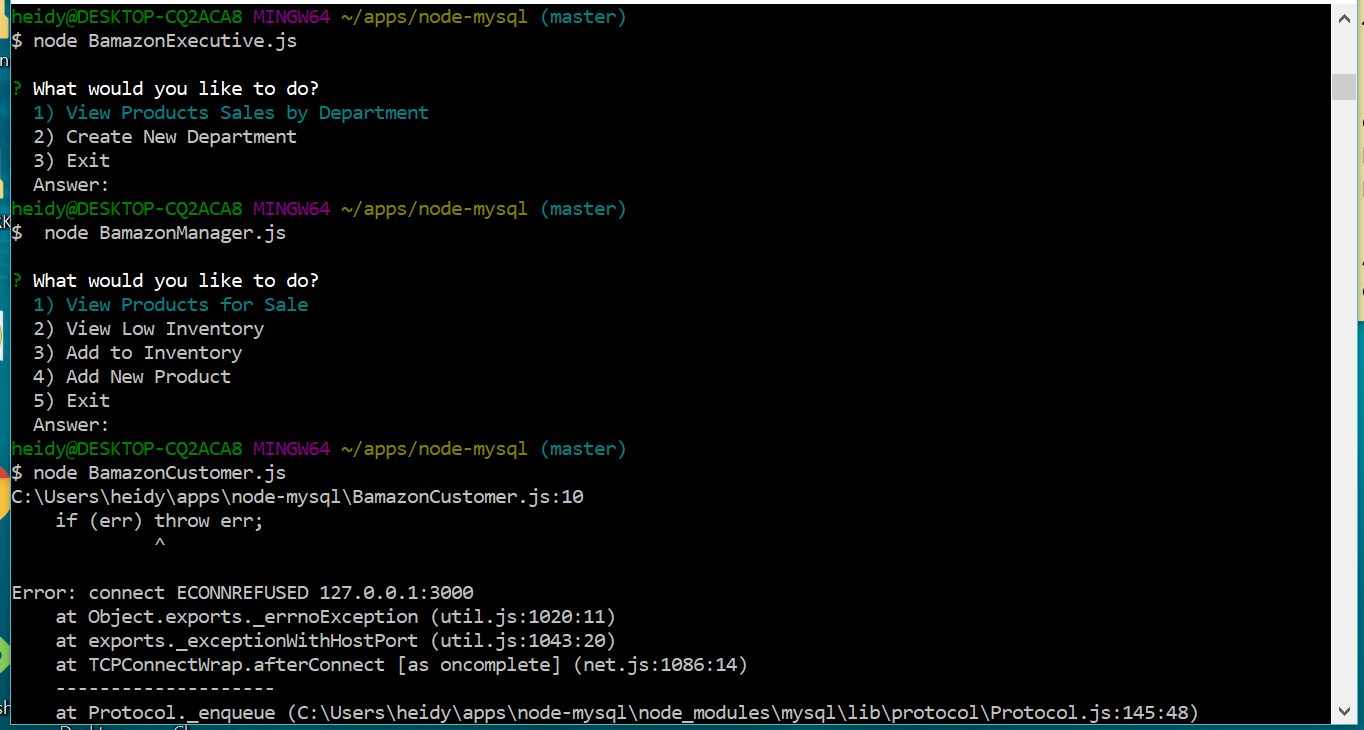 heidy@DESKTOP-CQ2ACA8 MINGW64 ~/apps/node-mysql (master)
$ node BamazonExecutive.js
? What would you like to do?
1) View Products Sales by Department
2) Create New Department
3) Exit
Answer:
heidy@DESKTOP-CQ2ACA8 MINGW64 ~/apps/node-mysql (master)
$  node BamazonManager.js
? What would you like to do?
1) View Products for Sale
2) View Low Inventory
3) Add to Inventory
4) Add New Product
5) Exit
Answer:
heidy@DESKTOP-CQ2ACA8 MINGW64 ~/apps/node-mysql (master)
$ node BamazonCustomer.js
C:\Users\heidy\apps\node-mysql\BamazonCustomer.js:10
if (err) throw err;
^
Error: connect ECONNREFUSED 127.0.0.1:3000
at Object.exports._errnoException (util.js:1020:11)
at exports._exceptionWithHostPort (util.js:1043:20)
at TCPConnectWrap.afterConnect [as oncomplete] (net.js:1086:14)
--------------------
at Protocol._enqueue (C:\Users\heidy\apps\node-mysql\node_modules\mysql\lib\protocol\Protocol.js:145:48)